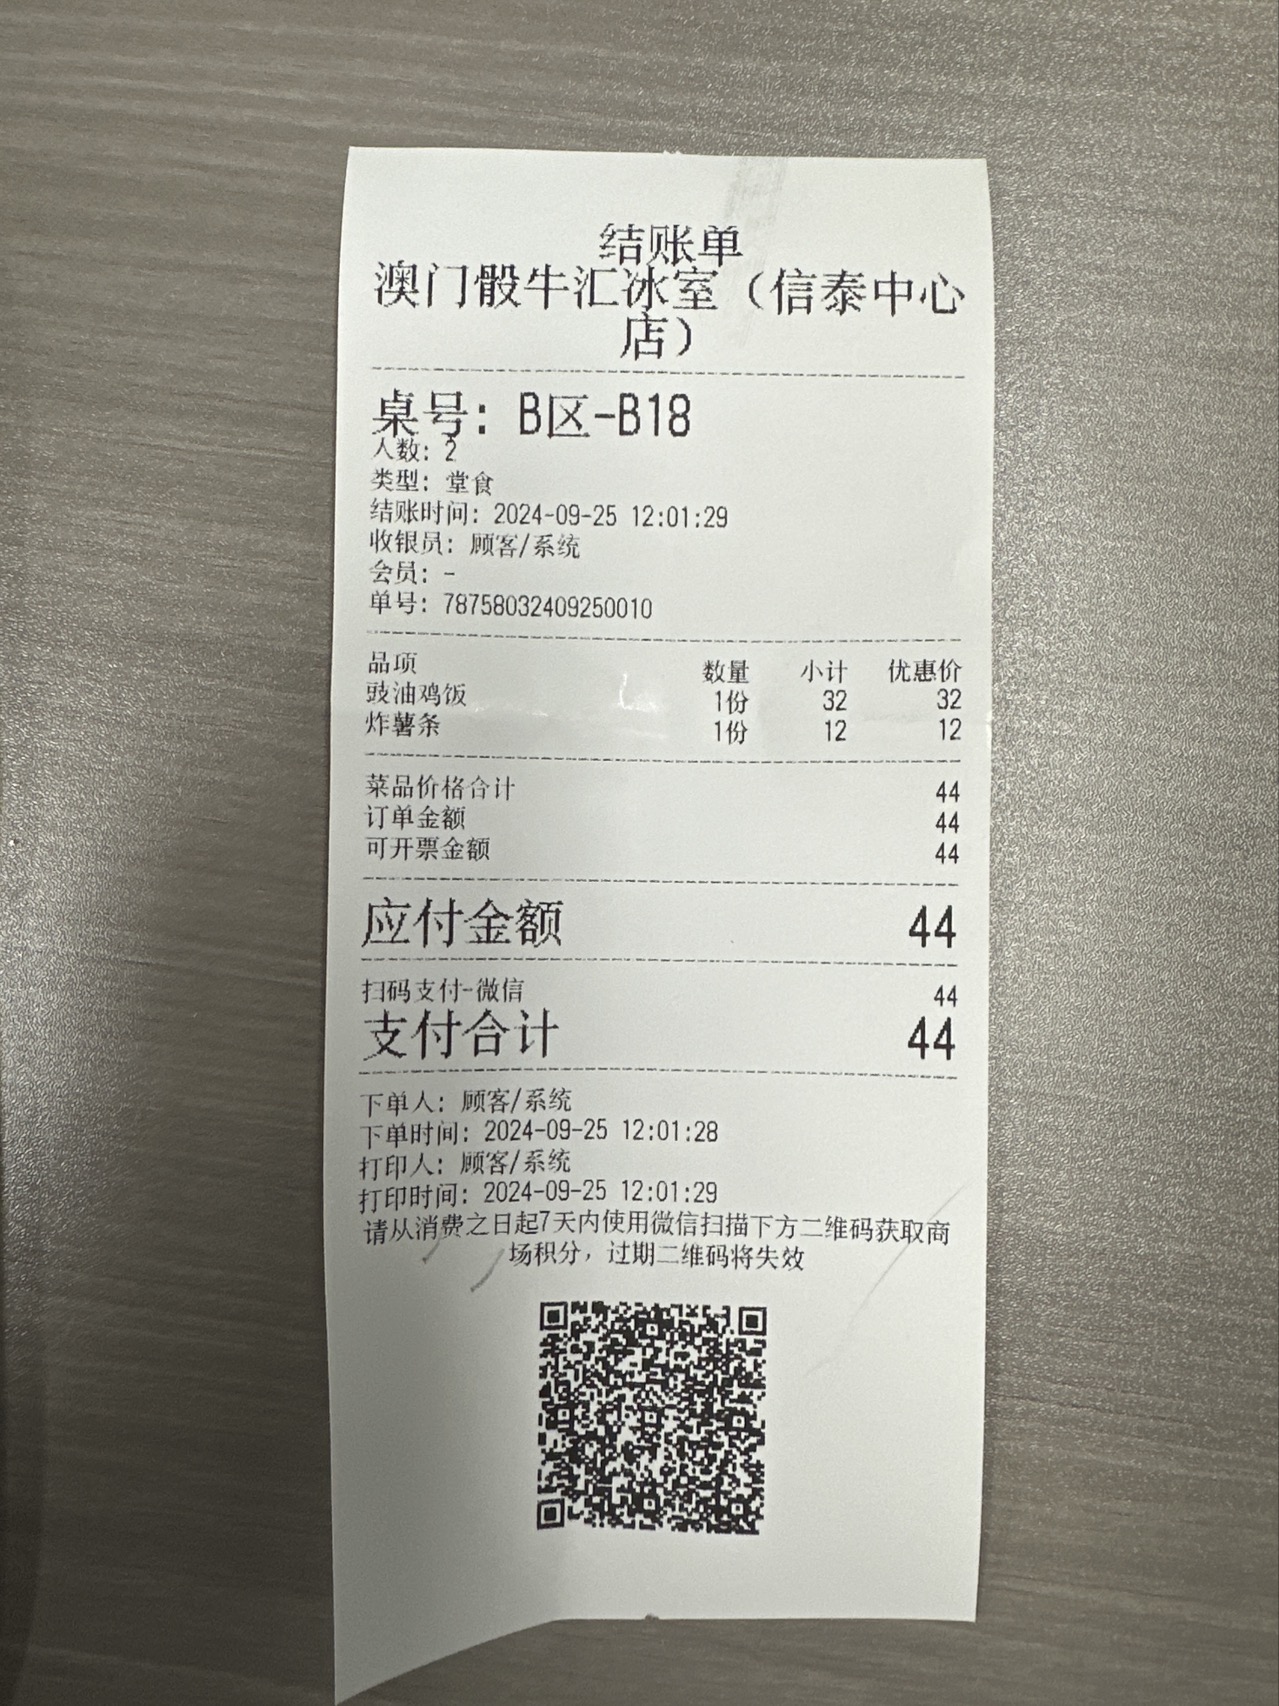 结账单
澳门骰牛汇冰室（信泰中心
店）
桌号：B区-B18
人数：2
类型：堂食
结账时间：2024-09-25 12:01:29
收银员：顾客/系统
会员：-
单号：78758032409250010
品项 数量 小计 优惠价
豉油鸡饭 1份 32 32
炸薯条 1份 12 12
菜品价格合计 44
订单金额 44
可开票金额 44
应付金额 44
扫码支付-微信 44
支付合计 44
下单人：顾客/系统
下单时间：2024-09-25 12:01:28
打印人：顾客/系统
打印时间：2024-09-25 12:01:29
请从消费之日起7天内使用微信扫描下方二维码获取商
场积分，过期二维码将失效